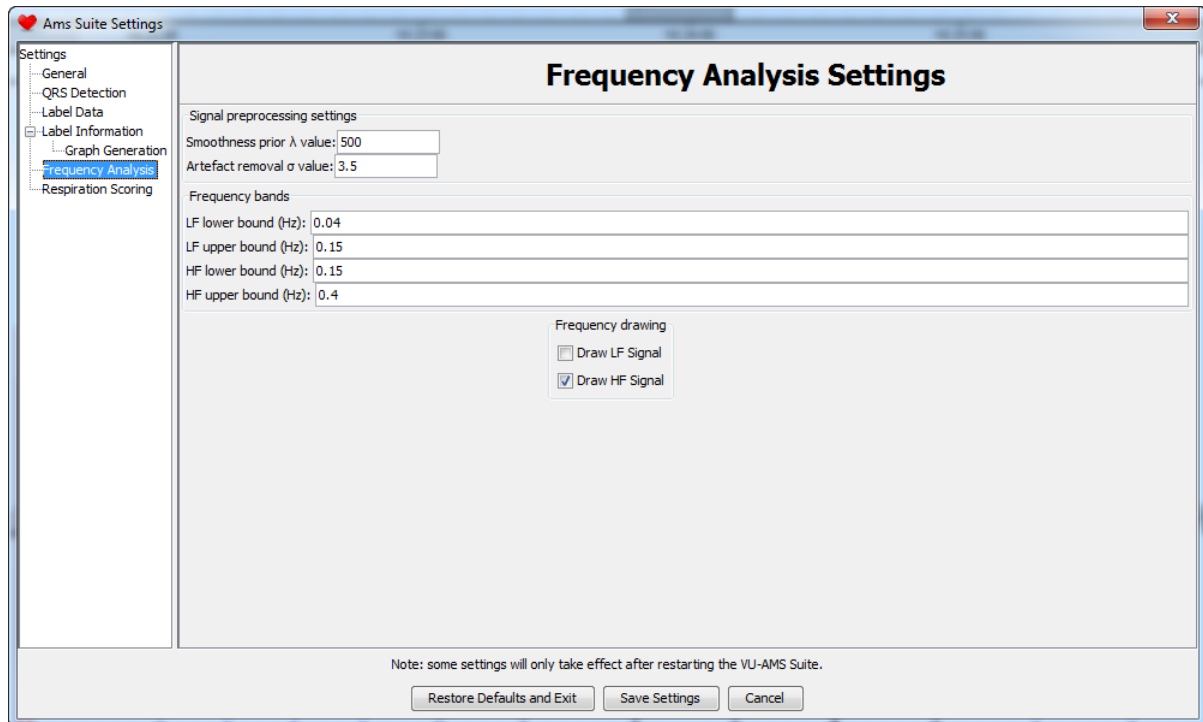 Ams Suite Settings
Settings
General
QRS Detection
Label Data
Label Information
Graph Generation
Frequency Analysis
Respiration Scoring
Frequency Analysis Settings
Signal preprocessing settings
Smoothness prior λ value: 500
Artefact removal σ value: 3.5
Frequency bands
LF lower bound (Hz): 0.04
LF upper bound (Hz): 0.15
HF lower bound (Hz): 0.15
HF upper bound (Hz): 0.4
Frequency drawing
Draw LF Signal
Draw HF Signal
Note: some settings will only take effect after restarting the VU-AMS Suite.
Restore Defaults and Exit Save Settings Cancel